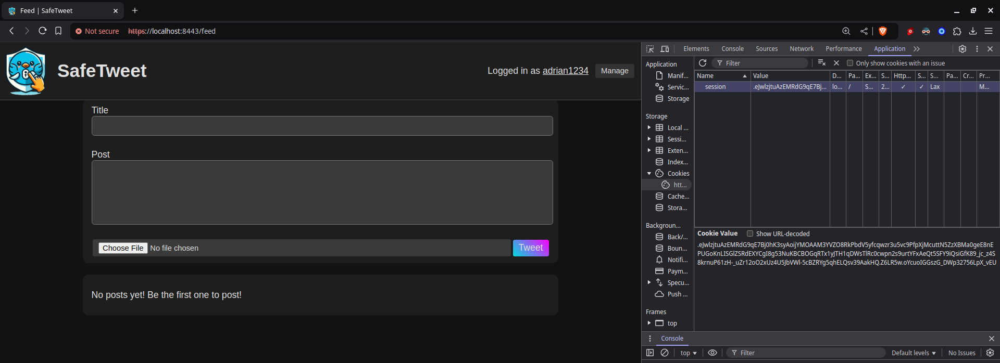 Feed | SafeTweet
Not secure https://localhost:8443/feed
SafeTweet
Logged in as adrian1234 Manage
Title
Post
Choose File No file chosen Tweet
No posts yet! Be the first one to post!
Elements Console Sources Network Performance Application
Application
Manif...
Servic...
Storage
Storage
Local ...
Sessi...
Exten...
Index...
Cookies
htt...
Cache...
Stora...
Backgroun...
Back/...
Boun...
Notifi...
Paym...
Specu...
Push ...
Frames
top
Filter Only show cookies with an issue
Name Value D... Pa... Ex... S... Http... S... S... Pa... Cr... Pr...
session .eJwlzjtuAzEMRdG9qE7Bj... lo... / S... 2... ✓ ✓ Lax M...
Cookie Value Show URL-decoded
.eJwlzjtuAzEMRdG9qE7Bj0hK3syAoijYMOAAM3YVZO8RkPbdV5yfcqwzr3u5vc9PfpXjMcuttN5ZzXBMa0geE8nE
PUGoKnLISGlZSRdEXYCgI8g53NuKBCBOGqRTx1yJTH1qDWsTlRc0cwpn2s9urtYFxAeQt5SFY9iQsiGfK89_jc_z4S
8krnuP61zH-_uZr12oO2xUz4U5JbVWl-5cBZRYg5qhELQsv39AakHQ.Z6LR5w.oYcuoIGGszG_DWp32756LpX_vEU
Console
top Filter Default levels No Issues